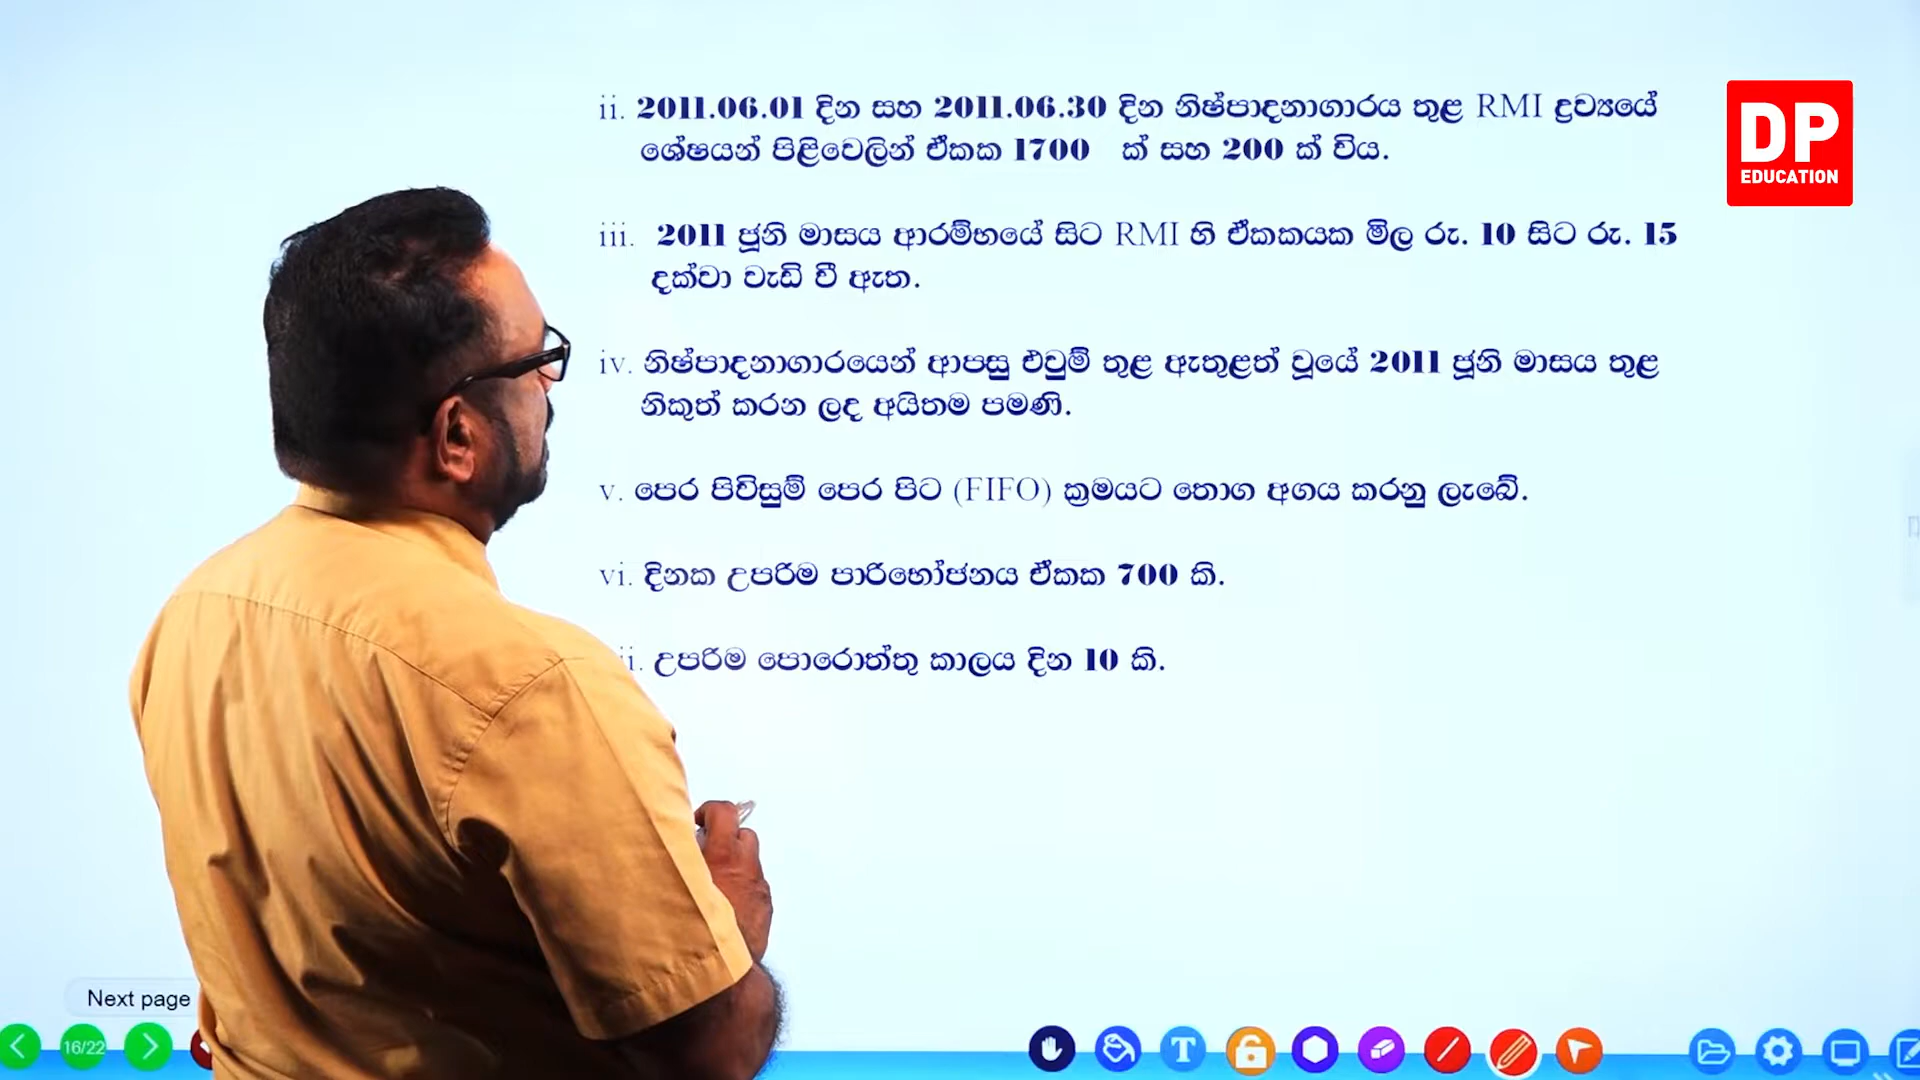 ii. 2011.06.01 දින සහ 2011.06.30 දින නිෂ්පාදනාගාරය තුළ RMI ද්‍රව්‍යයේ
ශේෂයන් පිළිවෙලින් ඒකක 1700 ක් සහ 200 ක් විය.
iii. 2011 ජූනි මාසය ආරම්භයේ සිට RMI හි ඒකකයක මිල රු. 10 සිට රු. 15
දක්වා වැඩි වී ඇත.
iv. නිෂ්පාදනාගාරයෙන් ආපසු එවුම් තුළ ඇතුළත් වූයේ 2011 ජූනි මාසය තුළ
නිකුත් කරන ලද අයිතම පමණි.
v. පෙර පිවිසුම් පෙර පිට (FIFO) ක්‍රමයට තොග අගය කරනු ලැබේ.
vi. දිනක උපරිම පාරිභෝජනය ඒකක 700 කි.
ii. උපරිම පොරොත්තු කාලය දින 10 කි.
DP
EDUCATION
Next page
16/22
T